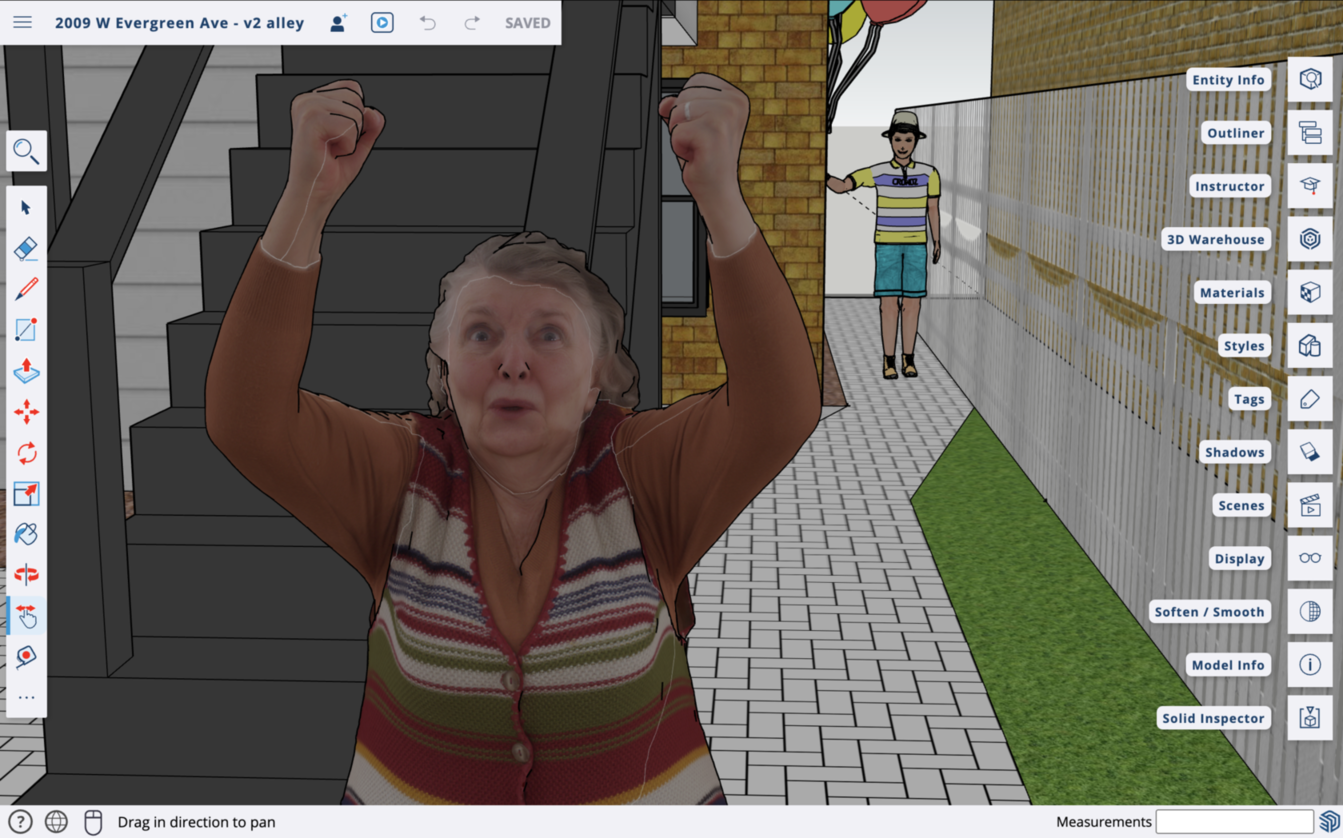 2009 W Evergreen Ave - v2 alley
SAVED
Entity Info
Outliner
Instructor
3D Warehouse
Materials
Styles
Tags
Shadows
Scenes
Display
Soften / Smooth
Model Info
Solid Inspector
Drag in direction to pan
Measurements